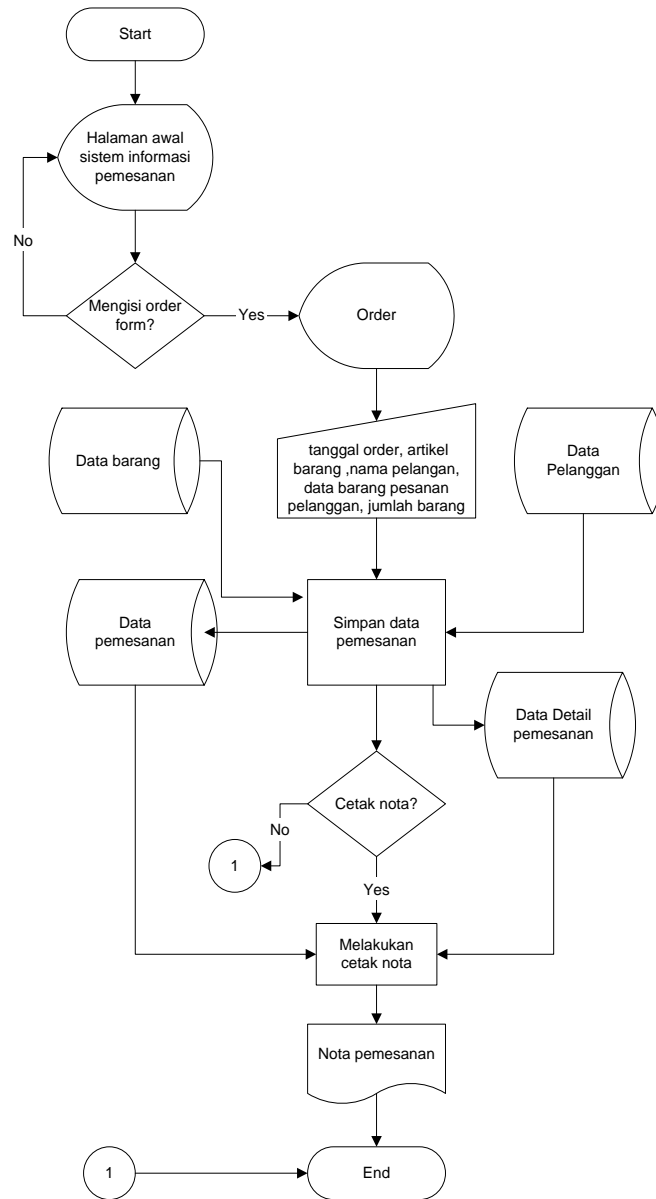 Start
Halaman awal
sistem informasi
pemesanan
No
Mengisi order
form?
Yes
Order
Data barang
tanggal order, artikel
barang ,nama pelangan,
data barang pesanan
pelanggan, jumlah barang
Data
Pelanggan
Data
pemesanan
Simpan data
pemesanan
Data Detail
pemesanan
Cetak nota?
No
1
Yes
Melakukan
cetak nota
Nota pemesanan
1
End